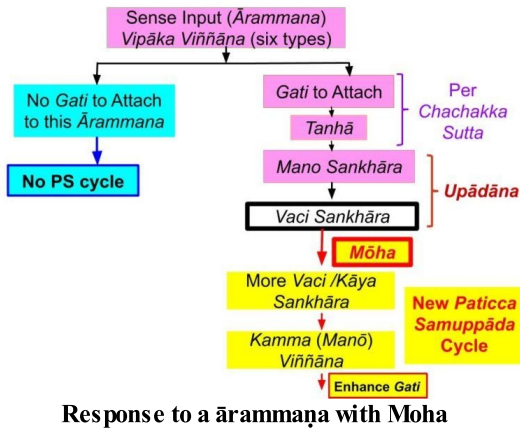 Sense Input (Ārammana)
Vipāka Viññāna (six types)
No Gati to Attach
to this Ārammana
No PS cycle
Gati to Attach
Tanhā
Per
Chachakka
Sutta
Mano Sankhāra
Vaci Sankhāra
Upādāna
Mōha
More Vaci /Kāya
Sankhāra
Kamma (Manō)
Viññāna
Enhance Gati
New Paticca
Samuppāda
Cycle
Response to a ārammaṇa with Moha